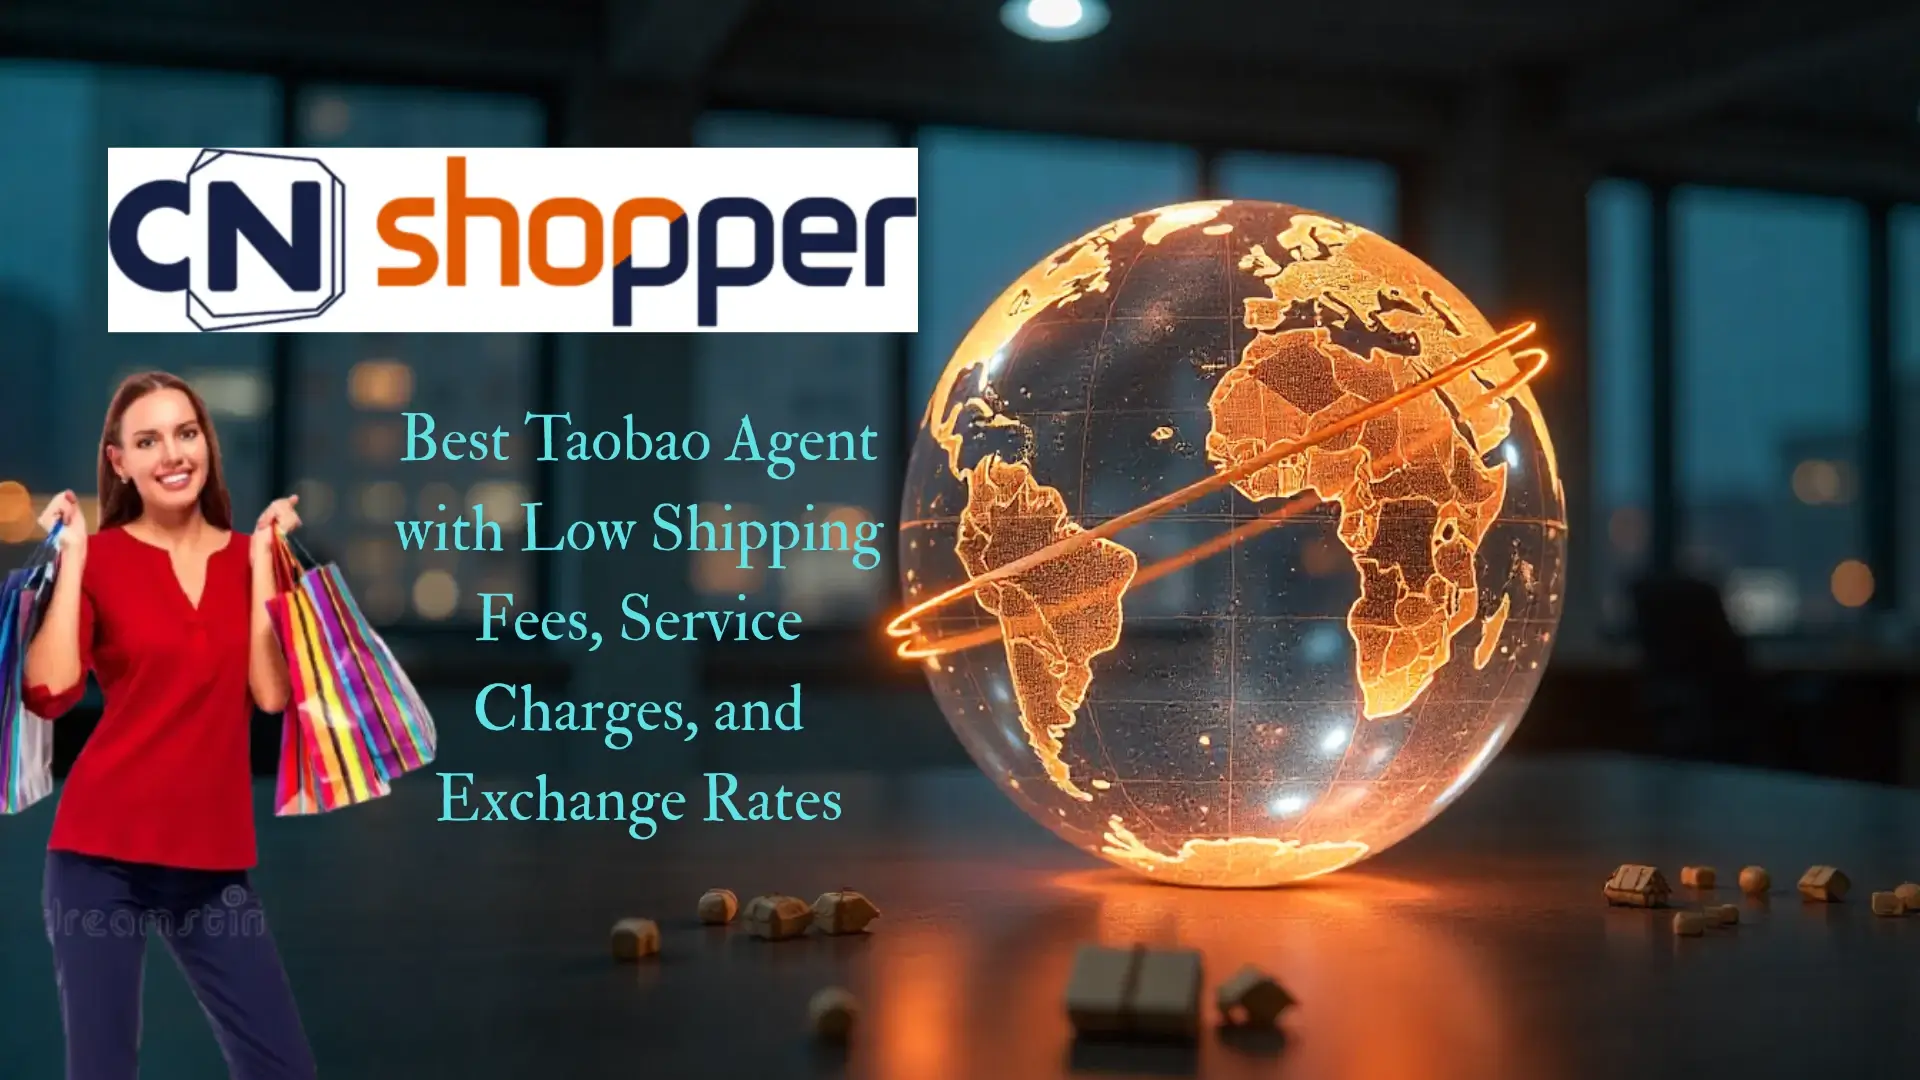 CN shopper
Best Taobao Agent
with Low Shipping
Fees, Service
Charges, and
Exchange Rates
dreamstin